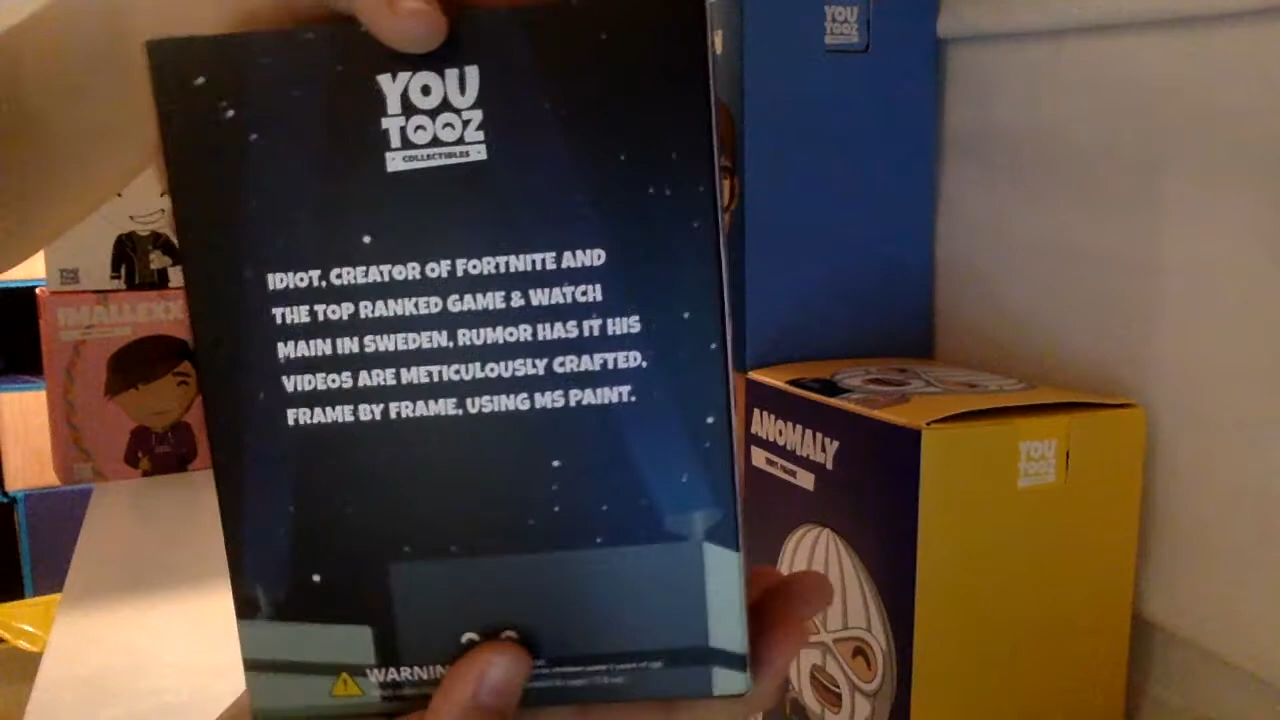 YOU
TOOZ
COLLECTIBLES
IDIOT, CREATOR OF FORTNITE AND
THE TOP RANKED GAME & WATCH
MAIN IN SWEDEN, RUMOR HAS IT HIS
VIDEOS ARE METICULOUSLY CRAFTED,
FRAME BY FRAME, USING MS PAINT.
YOU
TOOZ
IMALLEXX
ANOMALY
YOU
TOOZ